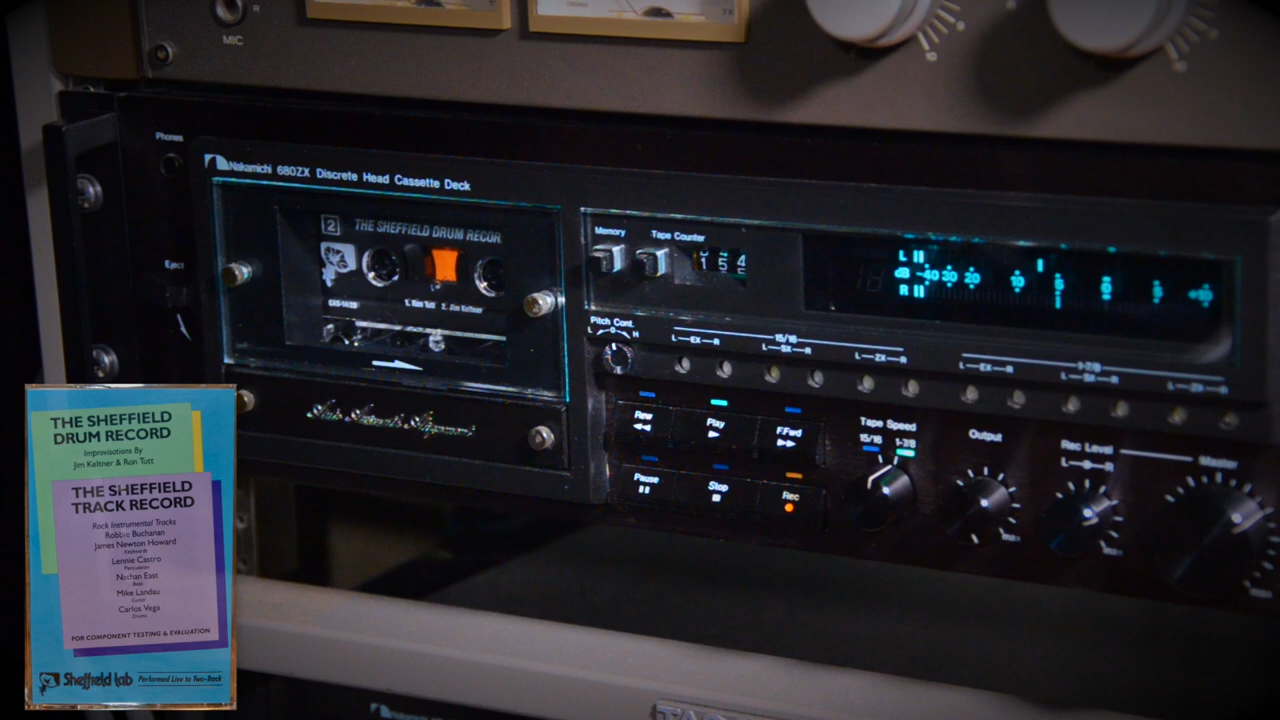 R
MIC
Phones
Nakamichi 680ZX Discrete Head Cassette Deck
Eject
2 THE SHEFFIELD DRUM RECOR
1. Ron Tutt 2. Jim Keltner
Memory Tape Counter
1 5 4
L
dB -40 30 20 10 5 0 5 +10
R
Pitch Cont.
L 0 H
15/16
L—EX—R L—SX—R L—ZX—R
1-7/8
L—EX—R L—SX—R L—ZX—R
Rew Play F.Fwd
Pause Stop Rec
Tape Speed
15/16 1-7/8
Output
Rec Level Master
THE SHEFFIELD
DRUM RECORD
Improvisations By
Jim Keltner & Ron Tutt
THE SHEFFIELD
TRACK RECORD
Rock Instrumental Tracks
Robbie Buchanan
James Newton Howard
Keyboards
Lennie Castro
Percussion
Nathan East
Bass
Mike Landau
Guitar
Carlos Vega
Drums
FOR COMPONENT TESTING & EVALUATION
Sheffield Lab Performed Live to Two-Track